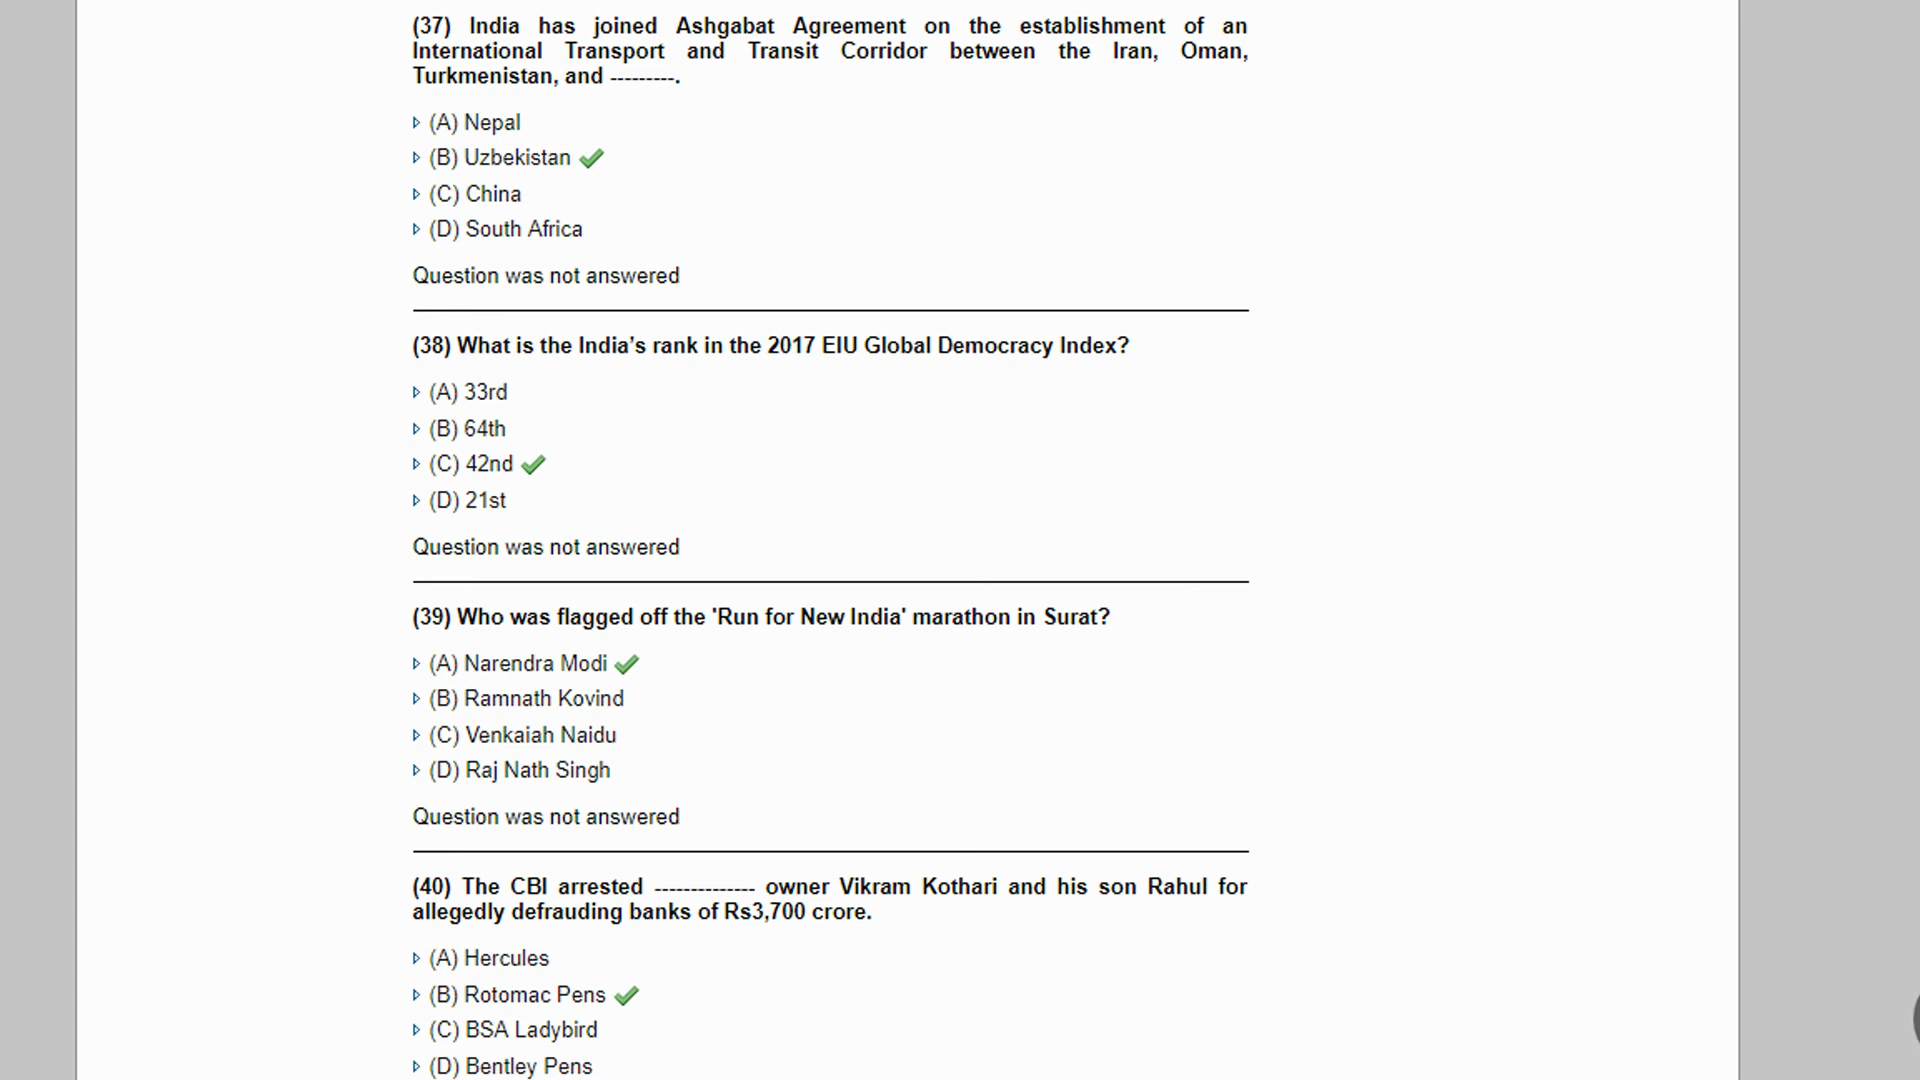 (37) India has joined Ashgabat Agreement on the establishment of an
International Transport and Transit Corridor between the Iran, Oman,
Turkmenistan, and ---------.
(A) Nepal
(B) Uzbekistan
(C) China
(D) South Africa
Question was not answered
(38) What is the India’s rank in the 2017 EIU Global Democracy Index?
(A) 33rd
(B) 64th
(C) 42nd
(D) 21st
Question was not answered
(39) Who was flagged off the 'Run for New India' marathon in Surat?
(A) Narendra Modi
(B) Ramnath Kovind
(C) Venkaiah Naidu
(D) Raj Nath Singh
Question was not answered
(40) The CBI arrested -------------- owner Vikram Kothari and his son Rahul for
allegedly defrauding banks of Rs3,700 crore.
(A) Hercules
(B) Rotomac Pens
(C) BSA Ladybird
(D) Bentley Pens